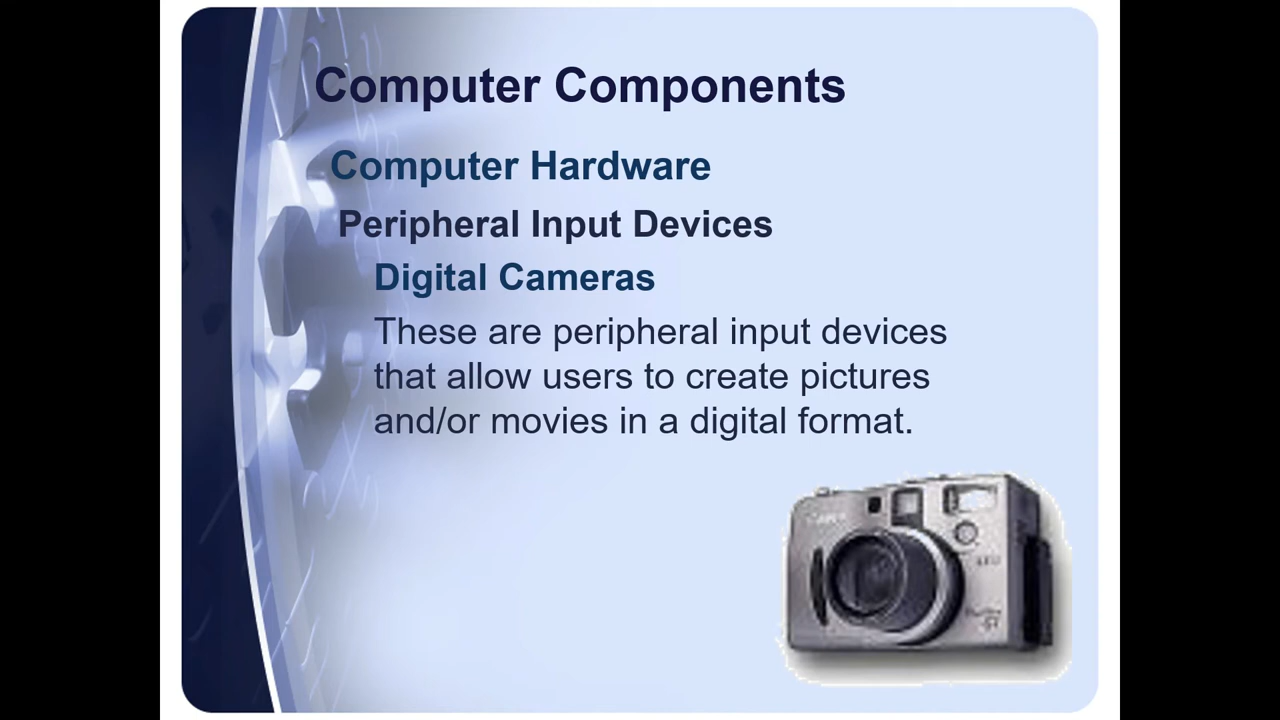 Computer Components
Computer Hardware
Peripheral Input Devices
Digital Cameras
These are peripheral input devices
that allow users to create pictures
and/or movies in a digital format.